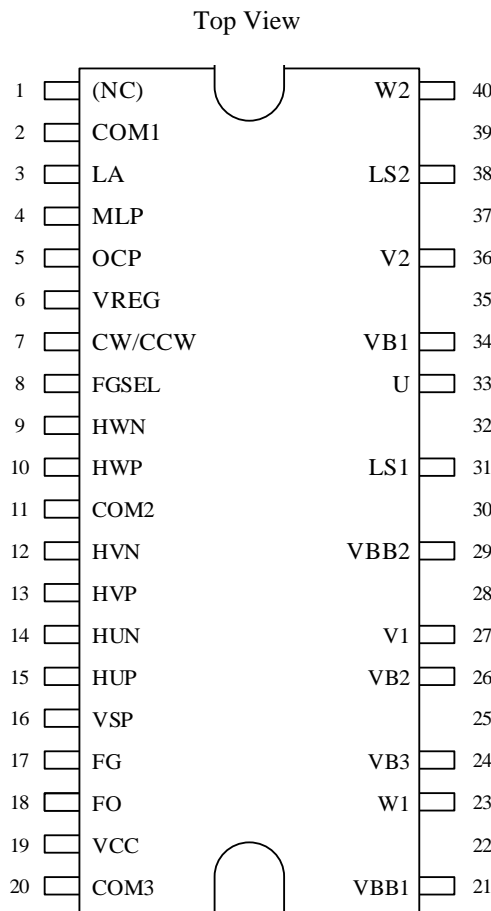 Top View
1 (NC) W2 40
2 COM1 39
3 LA LS2 38
4 MLP 37
5 OCP V2 36
6 VREG 35
7 CW/CCW VB1 34
8 FGSEL U 33
9 HWN 32
10 HWP LS1 31
11 COM2 30
12 HVN VBB2 29
13 HVP 28
14 HUN V1 27
15 HUP VB2 26
16 VSP 25
17 FG VB3 24
18 FO W1 23
19 VCC 22
20 COM3 VBB1 21